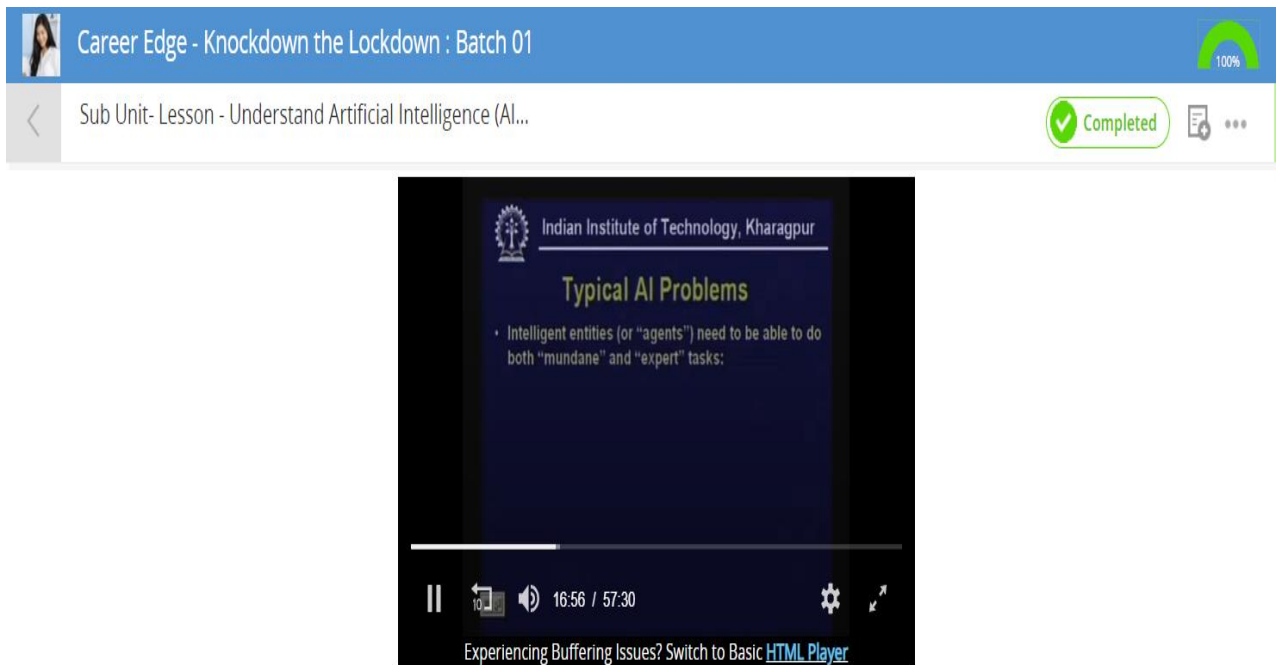 Career Edge - Knockdown the Lockdown : Batch 01
100%
Sub Unit- Lesson - Understand Artificial Intelligence (AI...
Completed
Indian Institute of Technology, Kharagpur
Typical AI Problems
• Intelligent entities (or “agents”) need to be able to do
both “mundane” and “expert” tasks:
10
16:56 / 57:30
Experiencing Buffering Issues? Switch to Basic HTML Player